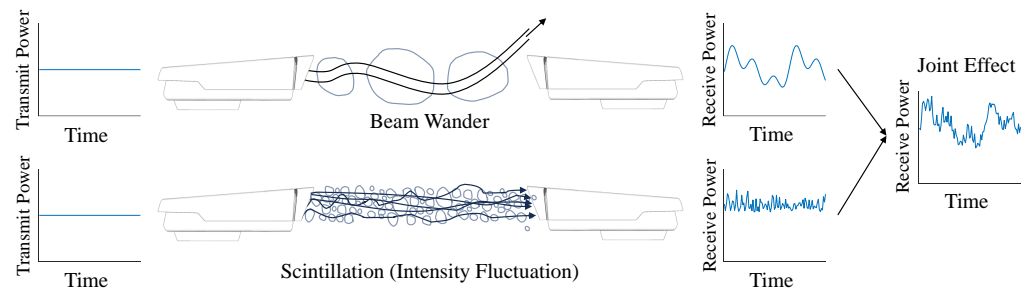 Transmit Power
Time
Beam Wander
Receive Power
Time
Joint Effect
Receive Power
Time
Transmit Power
Time
Scintillation (Intensity Fluctuation)
Receive Power
Time